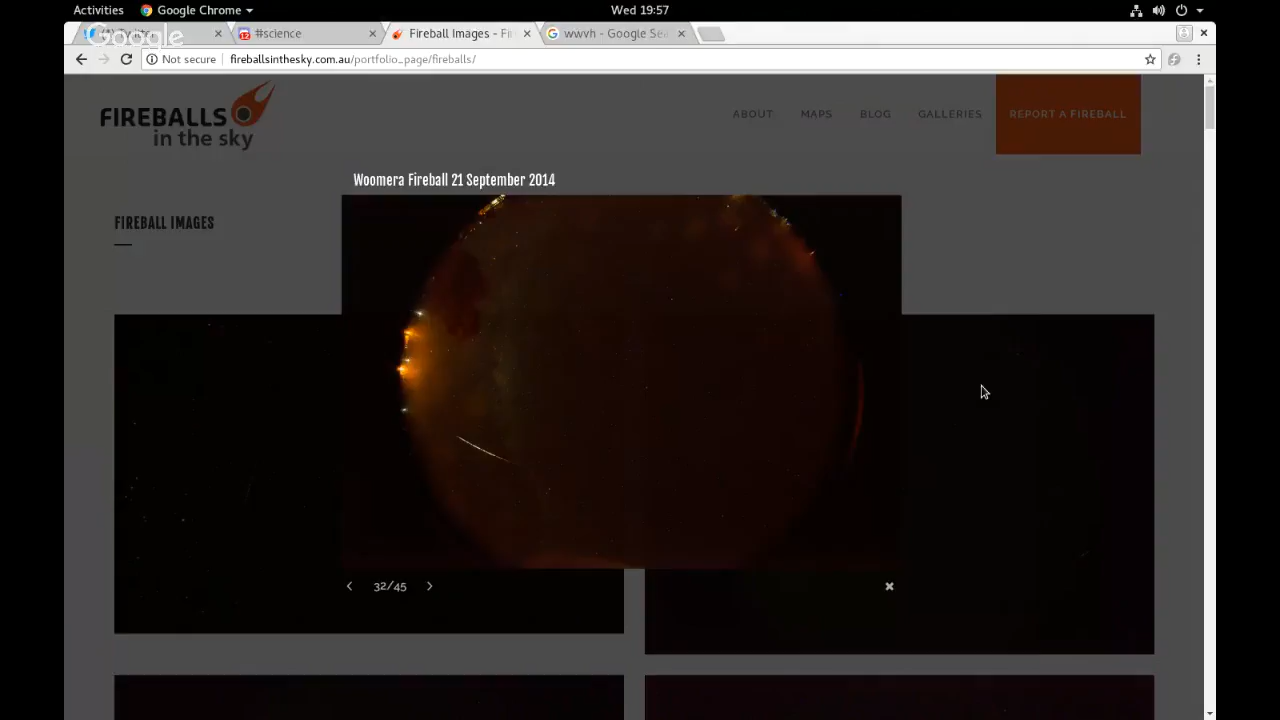 Activities Google Chrome Wed 19:57
Google
#science Fireball Images - Fi wwvh - Google Sea
Not secure fireballsinthesky.com.au/portfolio_page/fireballs/
FIREBALLS
in the sky
ABOUT MAPS BLOG GALLERIES REPORT A FIREBALL
Woomera Fireball 21 September 2014
FIREBALL IMAGES
32/45